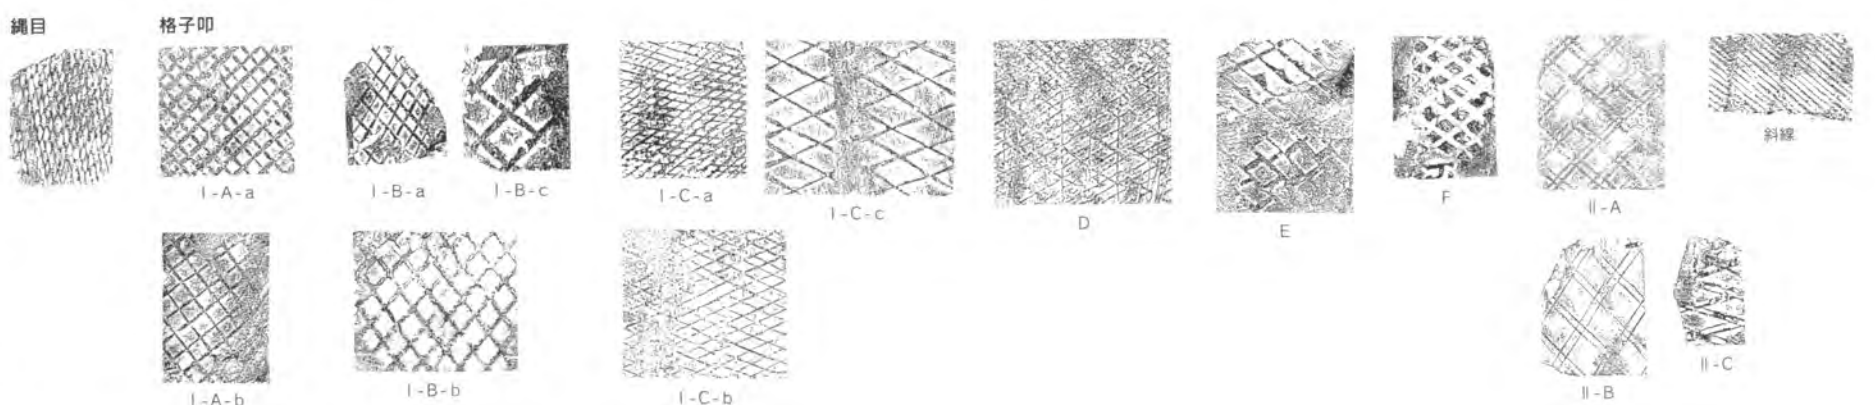 縄目
格子叩
I-A-a
I-B-a
I-B-c
I-C-a
I-C-c
D
E
F
II-A
斜線
I-A-b
I-B-b
I-C-b
II-B
II-C